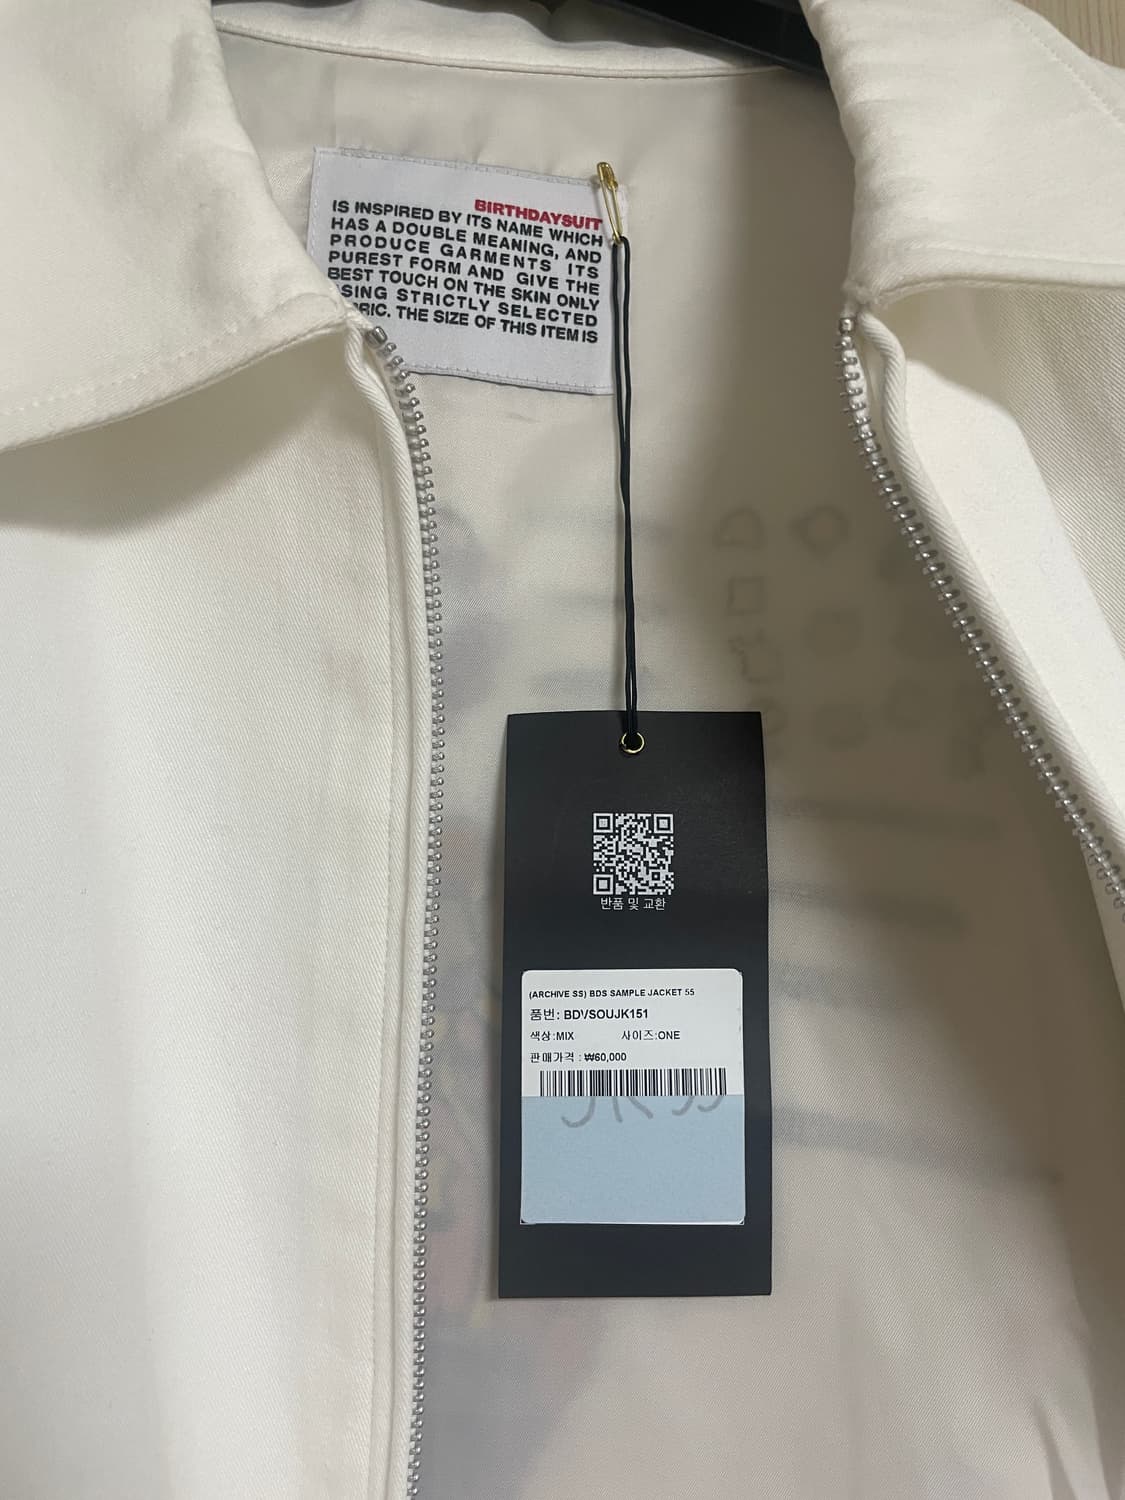 BIRTHDAYSUIT
IS INSPIRED BY ITS NAME WHICH
HAS A DOUBLE MEANING, AND
PRODUCE GARMENTS ITS
PUREST FORM AND GIVE THE
BEST TOUCH ON THE SKIN ONLY
SING STRICTLY SELECTED
RIC. THE SIZE OF THIS ITEM IS
반품 및 교환
(ARCHIVE SS) BDS SAMPLE JACKET 55
품번: BDVSOUJK151
색상:MIX 사이즈:ONE
판매가격 : ₩60,000